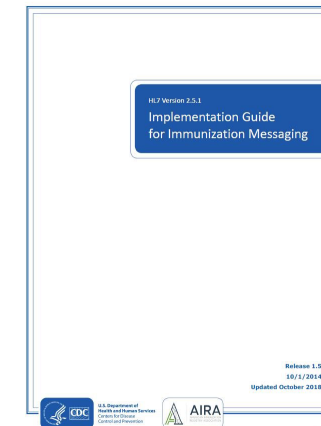 HL7 Version 2.5.1
Implementation Guide
for Immunization Messaging
Release 1.5
10/1/2014
Updated October 2018
CDC
U.S. Department of
Health and Human Services
Centers for Disease
Control and Prevention
AIRA